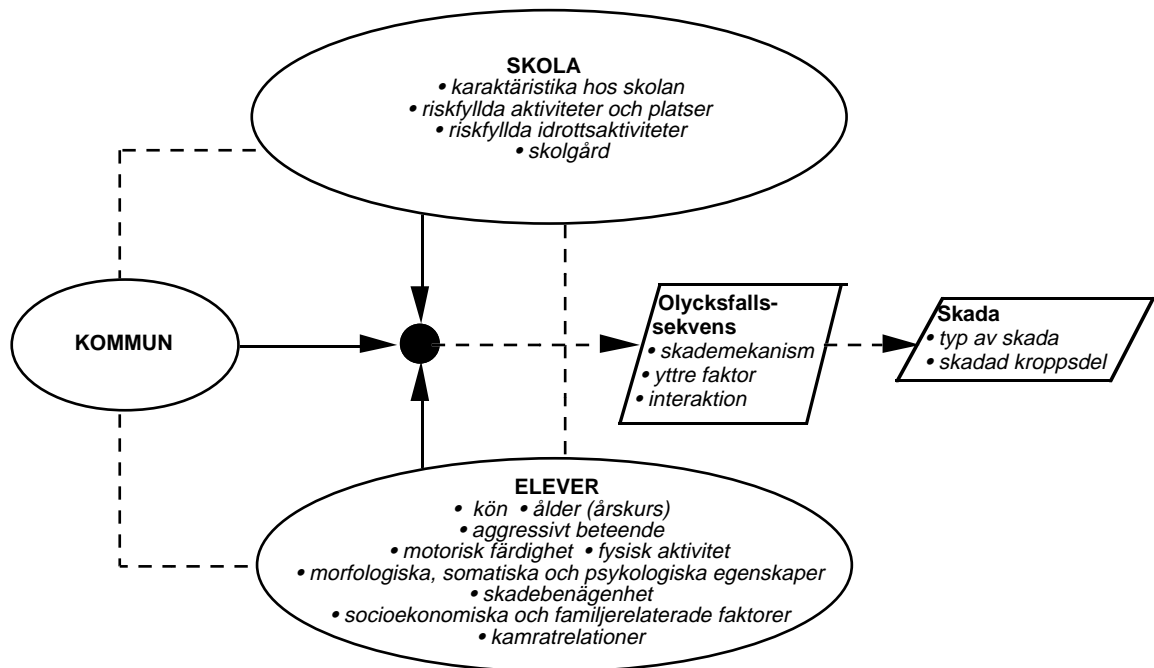 SKOLA
• karaktäristika hos skolan
• riskfyllda aktiviteter och platser
• riskfyllda idrottsaktiviteter
• skolgård
KOMMUN
Olycksfalls-
sekvens
• skademekanism
• yttre faktor
• interaktion
Skada
• typ av skada
• skadad kroppsdel
ELEVER
• kön • ålder (årskurs)
• aggressivt beteende
• motorisk färdighet • fysisk aktivitet
• morfologiska, somatiska och psykologiska egenskaper
• skadebenägenhet
• socioekonomiska och familjerelaterade faktorer
• kamratrelationer